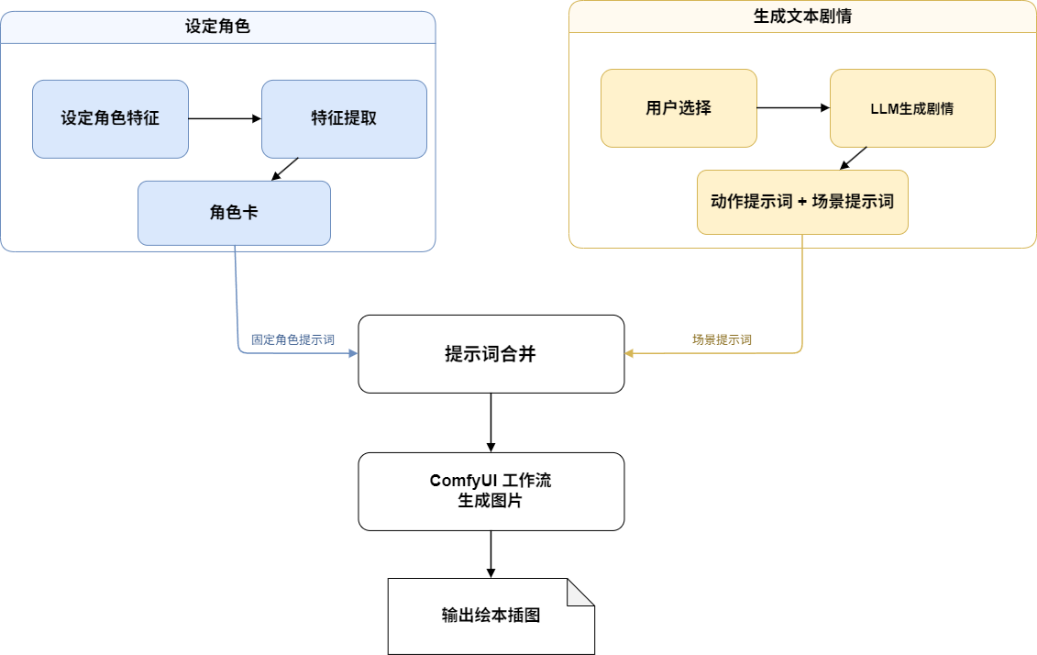 设定角色
设定角色特征
特征提取
角色卡
生成文本剧情
用户选择
LLM生成剧情
动作提示词 + 场景提示词
固定角色提示词
场景提示词
提示词合并
ComfyUI 工作流
生成图片
输出绘本插图